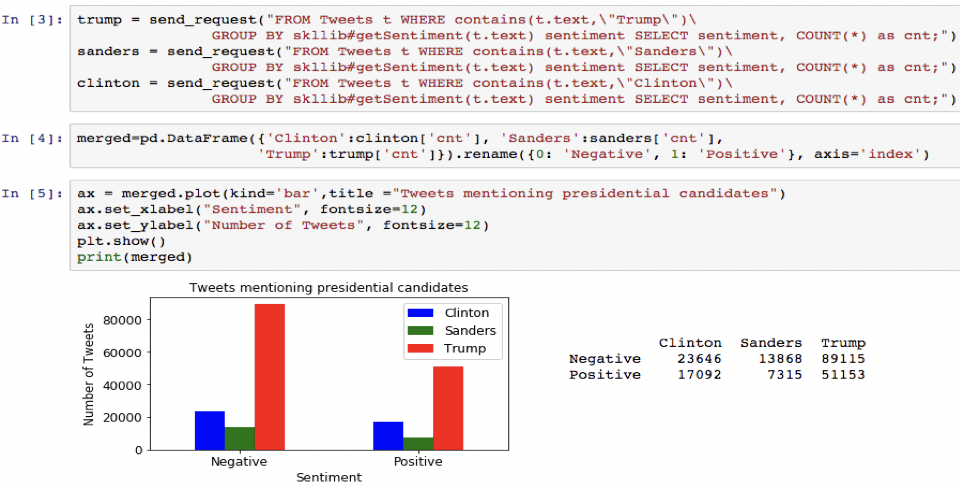 In [3]: trump = send_request("FROM Tweets t WHERE contains(t.text,\"Trump\")\
GROUP BY skllib#getSentiment(t.text) sentiment SELECT sentiment, COUNT(*) as cnt;")
sanders = send_request("FROM Tweets t WHERE contains(t.text,\"Sanders\")\
GROUP BY skllib#getSentiment(t.text) sentiment SELECT sentiment, COUNT(*) as cnt;")
clinton = send_request("FROM Tweets t WHERE contains(t.text,\"Clinton\")\
GROUP BY skllib#getSentiment(t.text) sentiment SELECT sentiment, COUNT(*) as cnt;")
In [4]: merged=pd.DataFrame({'Clinton':clinton['cnt'], 'Sanders':sanders['cnt'],
'Trump':trump['cnt']}).rename({0: 'Negative', 1: 'Positive'}, axis='index')
In [5]: ax = merged.plot(kind='bar',title ="Tweets mentioning presidential candidates")
ax.set_xlabel("Sentiment", fontsize=12)
ax.set_ylabel("Number of Tweets", fontsize=12)
plt.show()
print(merged)
Tweets mentioning presidential candidates
Number of Tweets
80000
60000
40000
20000
0
Clinton
Sanders
Trump
Negative Positive
Sentiment
Clinton Sanders Trump
Negative 23646 13868 89115
Positive 17092 7315 51153